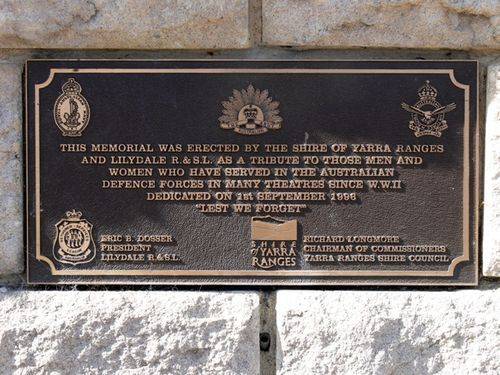 AUSTRALIA
THIS MEMORIAL WAS ERECTED BY THE SHIRE OF YARRA RANGES
AND LILYDALE R.&S.L. AS A TRIBUTE TO THOSE MEN AND
WOMEN WHO HAVE SERVED IN THE AUSTRALIAN
DEFENCE FORCES IN MANY THEATRES SINCE W.W.II
DEDICATED ON 1st SEPTEMBER 1996
"LEST WE FORGET"
ERIC B. DOSSER
PRESIDENT
LILYDALE R.&S.L.
SHIRE
of YARRA
RANGES
RICHARD LONGMORE
CHAIRMAN OF COMMISSIONERS
YARRA RANGES SHIRE COUNCIL